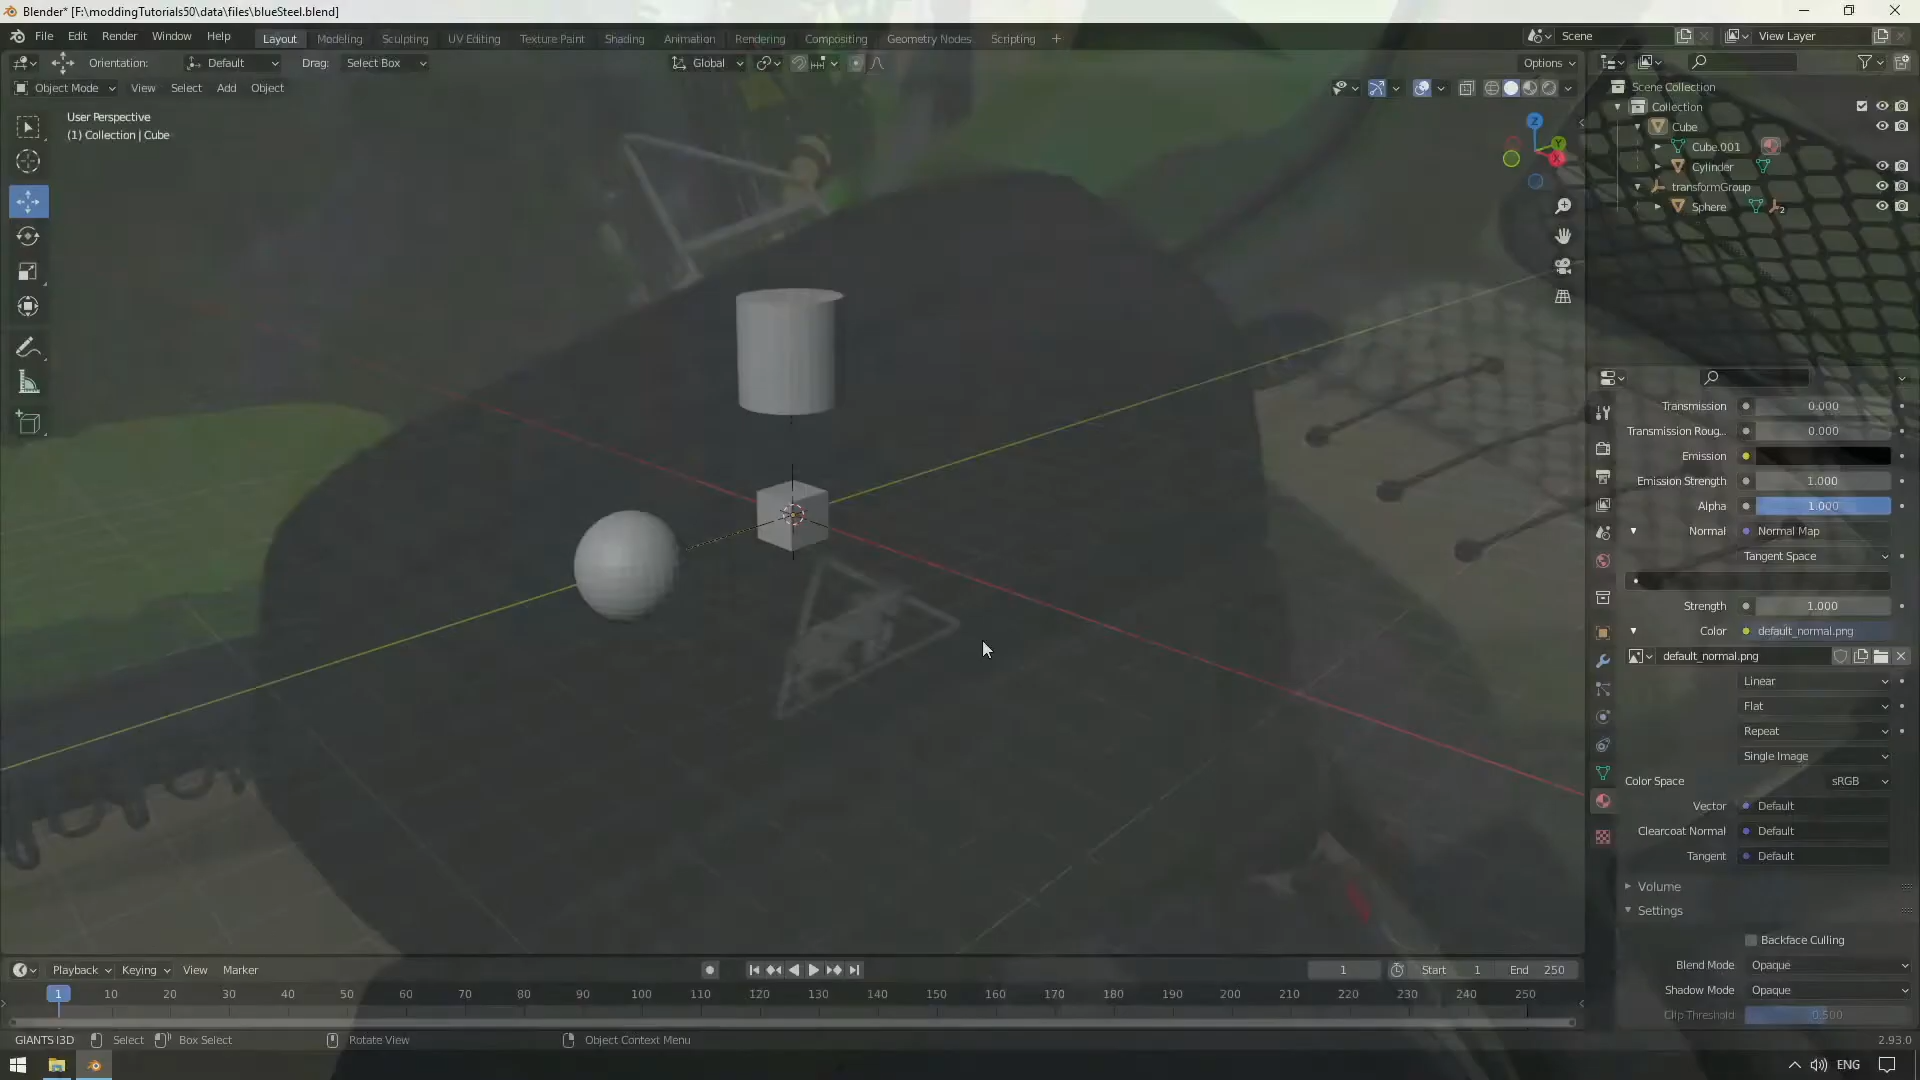 Blender* [F:\moddingTutorials50\data\files\blueSteel.blend]
File Edit Render Window Help Layout Modeling Sculpting UV Editing Texture Paint Shading Animation Rendering Compositing Geometry Nodes Scripting + Scene View Layer
Orientation: Default Drag: Select Box Global Options
Object Mode View Select Add Object
User Perspective
(1) Collection | Cube
Z
Y
X
Scene Collection
Collection
Cube
Cube.001
Cylinder
transformGroup
Sphere 2
Transmission 0.000
Transmission Roug... 0.000
Emission
Emission Strength 1.000
Alpha 1.000
Normal Normal Map
Tangent Space
Strength 1.000
Color default_normal.png
default_normal.png
Linear
Flat
Repeat
Single Image
Color Space sRGB
Vector Default
Clearcoat Normal Default
Tangent Default
Volume
Settings
Backface Culling
Blend Mode Opaque
Shadow Mode Opaque
Clip Threshold 0.500
Playback Keying View Marker 1 Start 1 End 250
1 10 20 30 40 50 60 70 80 90 100 110 120 130 140 150 160 170 180 190 200 210 220 230 240 250
GIANTS I3D Select Box Select Rotate View Object Context Menu 2.93.0
ENG